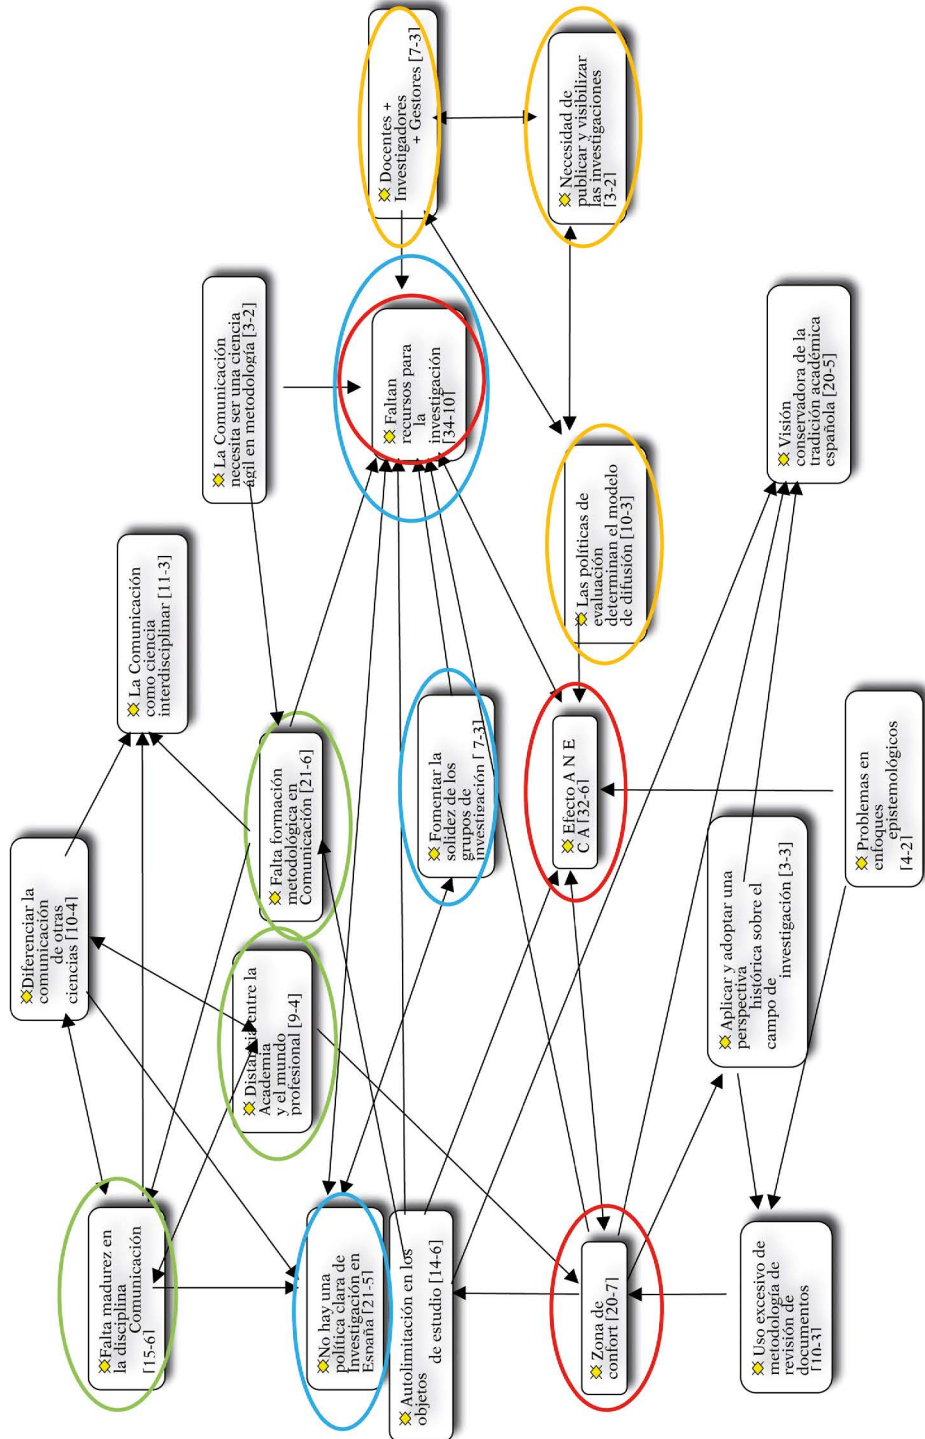 Diferenciar la
comunicación
de otras
ciencias [10-4]
Falta madurez en
la disciplina
Comunicación
[15-6]
La Comunicación
como ciencia
interdisciplinar [11-3]
La Comunicación
necesita ser una ciencia
ágil en metodología [3-2]
Distancia entre la
Academia
y el mundo
profesional [9-4]
Falta formación
metodológica en
Comunicación [21-6]
No hay una
política clara de
Investigación en
España [21-5]
Docentes +
Investigadores
+ Gestores [7-3]
Faltan
recursos para
la
investigación
[34-10]
Autolimitación en los
objetos
de estudio [14-6]
Fomentar la
solidez de los
grupos de
investigación [ 7-3]
Necesidad de
publicar y visibilizar
las investigaciones
[3-2]
Efecto A N E
C A [32-6]
Las políticas de
evaluación
determinan el modelo
de difusión [10-3]
Zona de
confort [20-7]
Aplicar y adoptar una
perspectiva
histórica sobre el
campo de
investigación [3-3]
Uso excesivo de
metodología de
revisión de
documentos
[10-3]
Visión
conservadora de la
tradición académica
española [20-5]
Problemas en
enfoques
epistemológicos
[4-2]